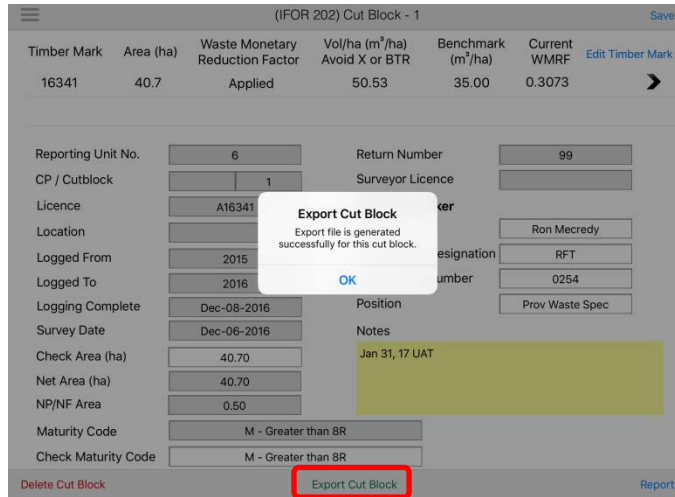 (IFOR 202) Cut Block - 1
Save
Timber Mark Area (ha) Waste Monetary Reduction Factor Vol/ha (m³/ha) Avoid X or BTR Benchmark (m³/ha) Current WMRF Edit Timber Mark
16341 40.7 Applied 50.53 35.00 0.3073
Reporting Unit No. 6 Return Number 99
CP / Cutblock 1 Surveyor Licence
Licence A16341 ker
Location Ron Mecredy
Logged From 2015 esignation RFT
Logged To 2016 umber 0254
Logging Complete Dec-08-2016 Position Prov Waste Spec
Survey Date Dec-06-2016 Notes
Check Area (ha) 40.70 Jan 31, 17 UAT
Net Area (ha) 40.70
NP/NF Area 0.50
Maturity Code M - Greater than 8R
Check Maturity Code M - Greater than 8R
Export Cut Block
Export file is generated
successfully for this cut block.
OK
Delete Cut Block Export Cut Block Report